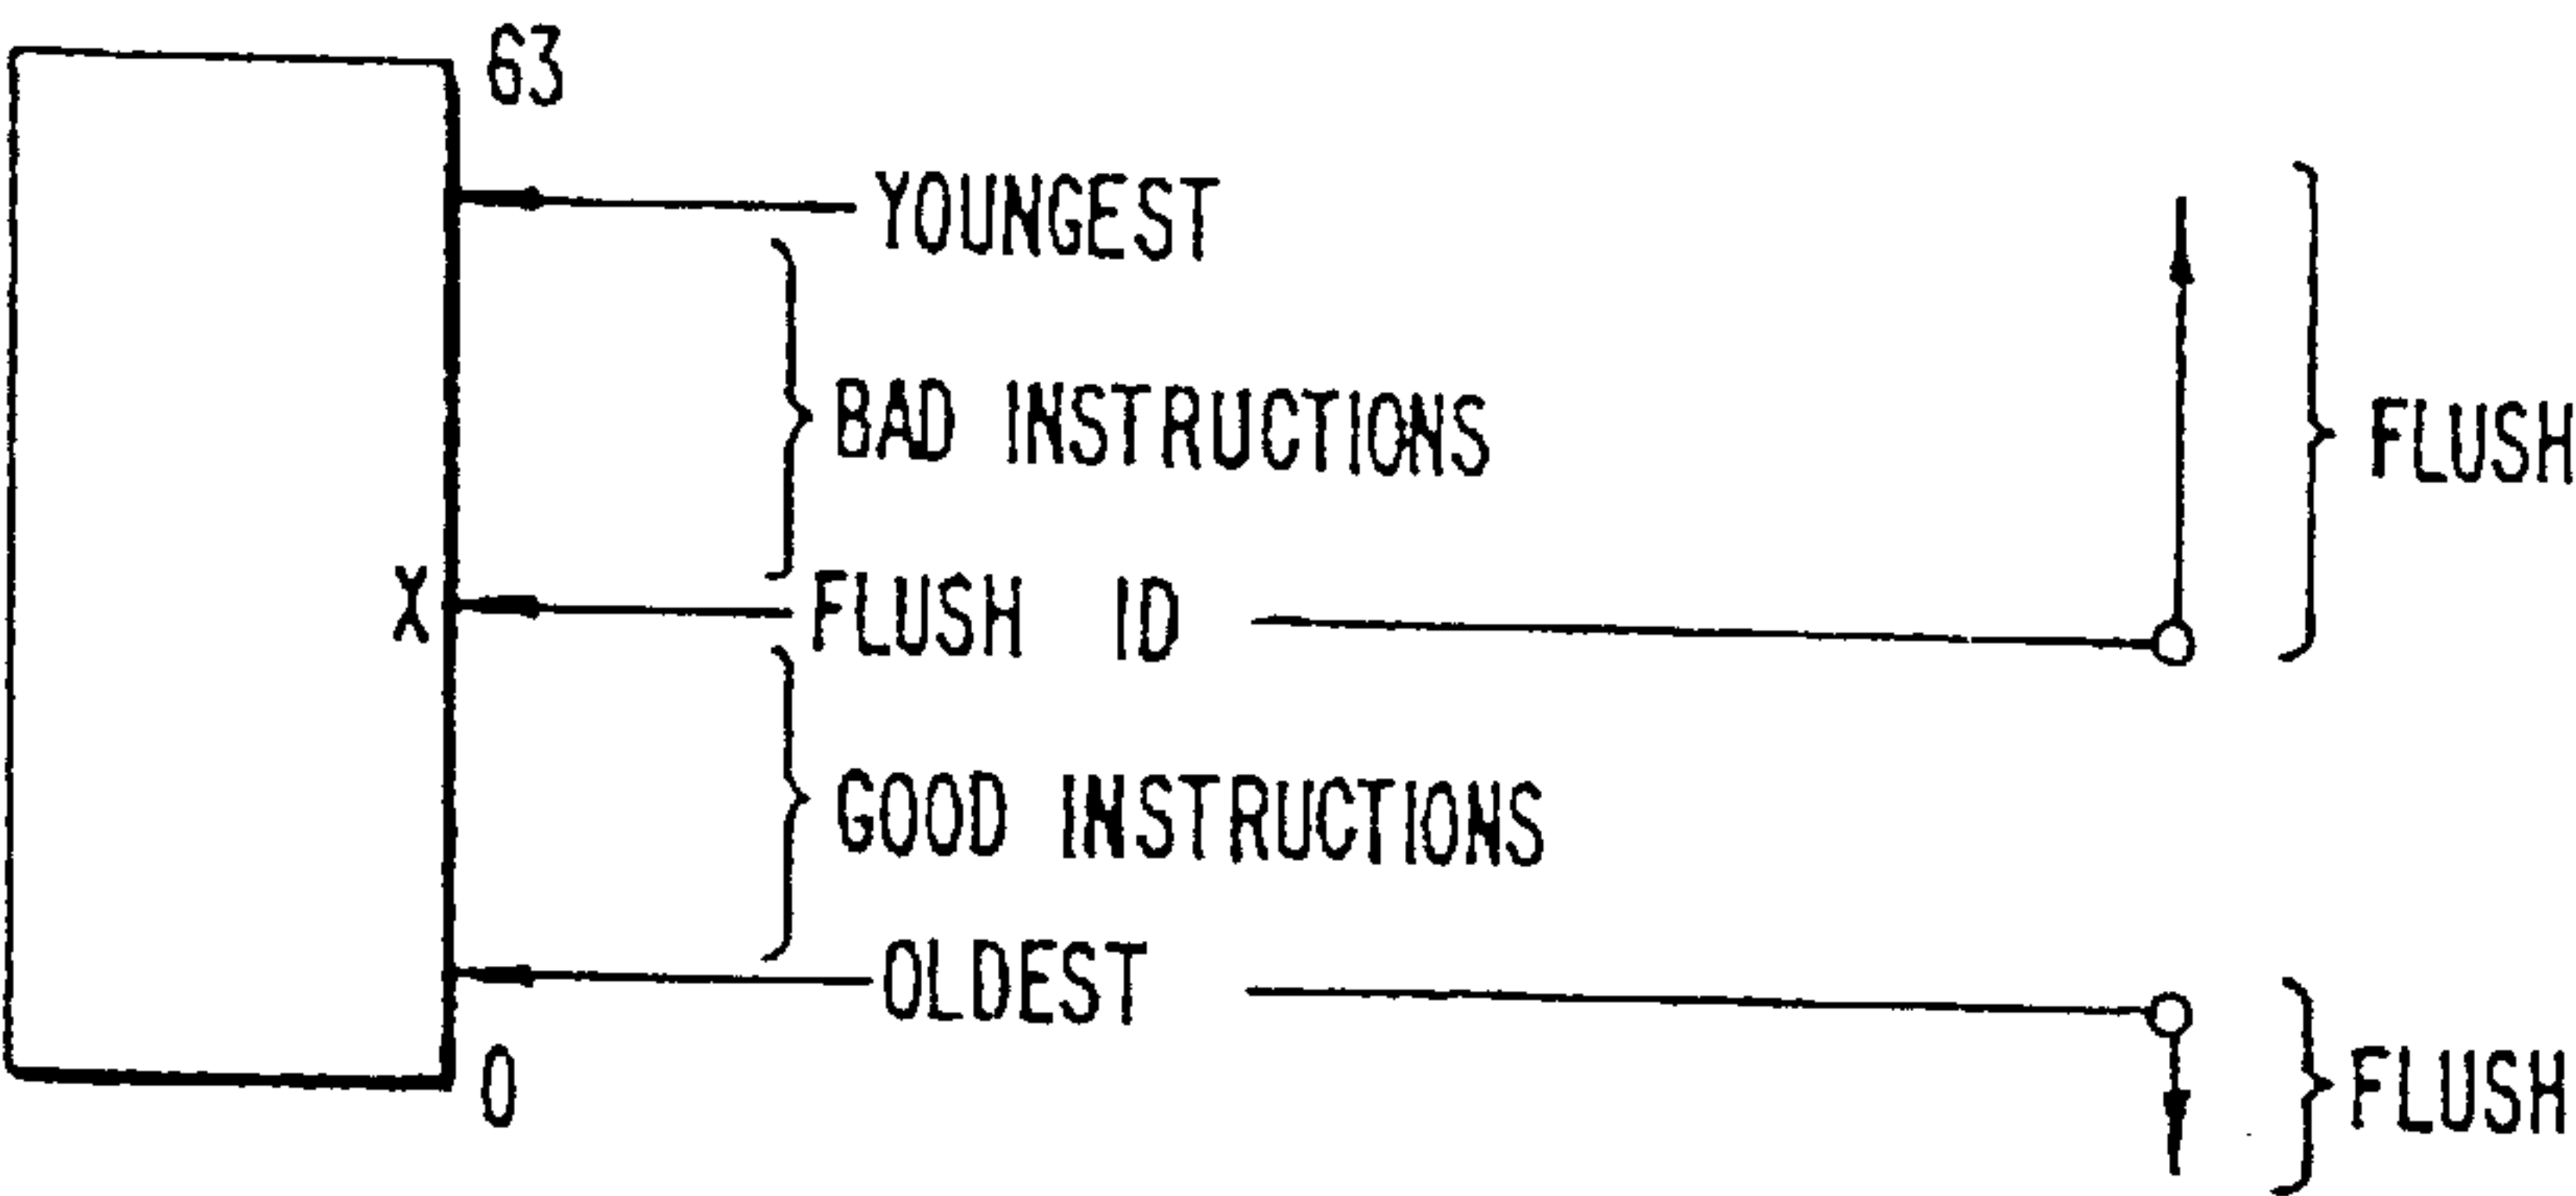 63
YOUNGEST
BAD INSTRUCTIONS
FLUSH
X
FLUSH ID
GOOD INSTRUCTIONS
OLDEST
0
FLUSH